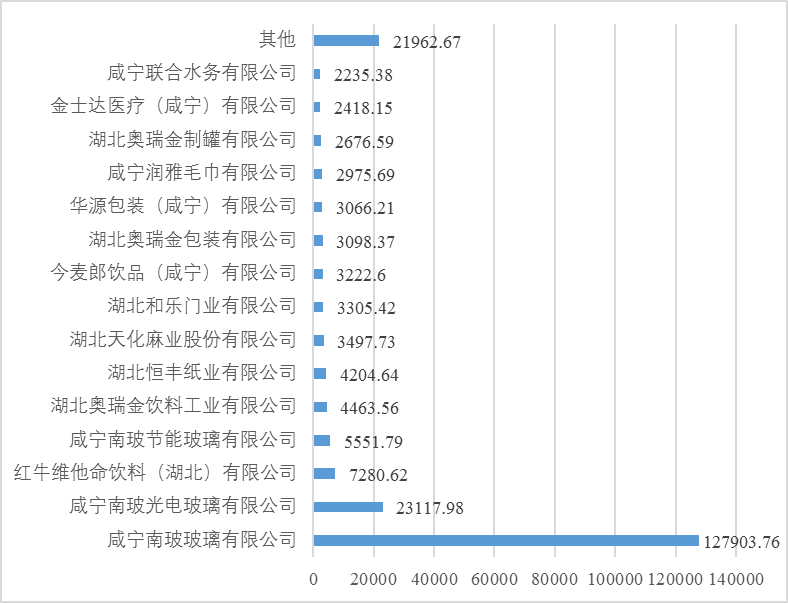 其他 21962.67
咸宁联合水务有限公司 2235.38
金士达医疗（咸宁）有限公司 2418.15
湖北奥瑞金制罐有限公司 2676.59
咸宁润雅毛巾有限公司 2975.69
华源包装（咸宁）有限公司 3066.21
湖北奥瑞金包装有限公司 3098.37
今麦郎饮品（咸宁）有限公司 3222.6
湖北和乐门业有限公司 3305.42
湖北天化麻业股份有限公司 3497.73
湖北恒丰纸业有限公司 4204.64
湖北奥瑞金饮料工业有限公司 4463.56
咸宁南玻节能玻璃有限公司 5551.79
红牛维他命饮料（湖北）有限公司 7280.62
咸宁南玻光电玻璃有限公司 23117.98
咸宁南玻玻璃有限公司 127903.76
0 20000 40000 60000 80000 100000 120000 140000